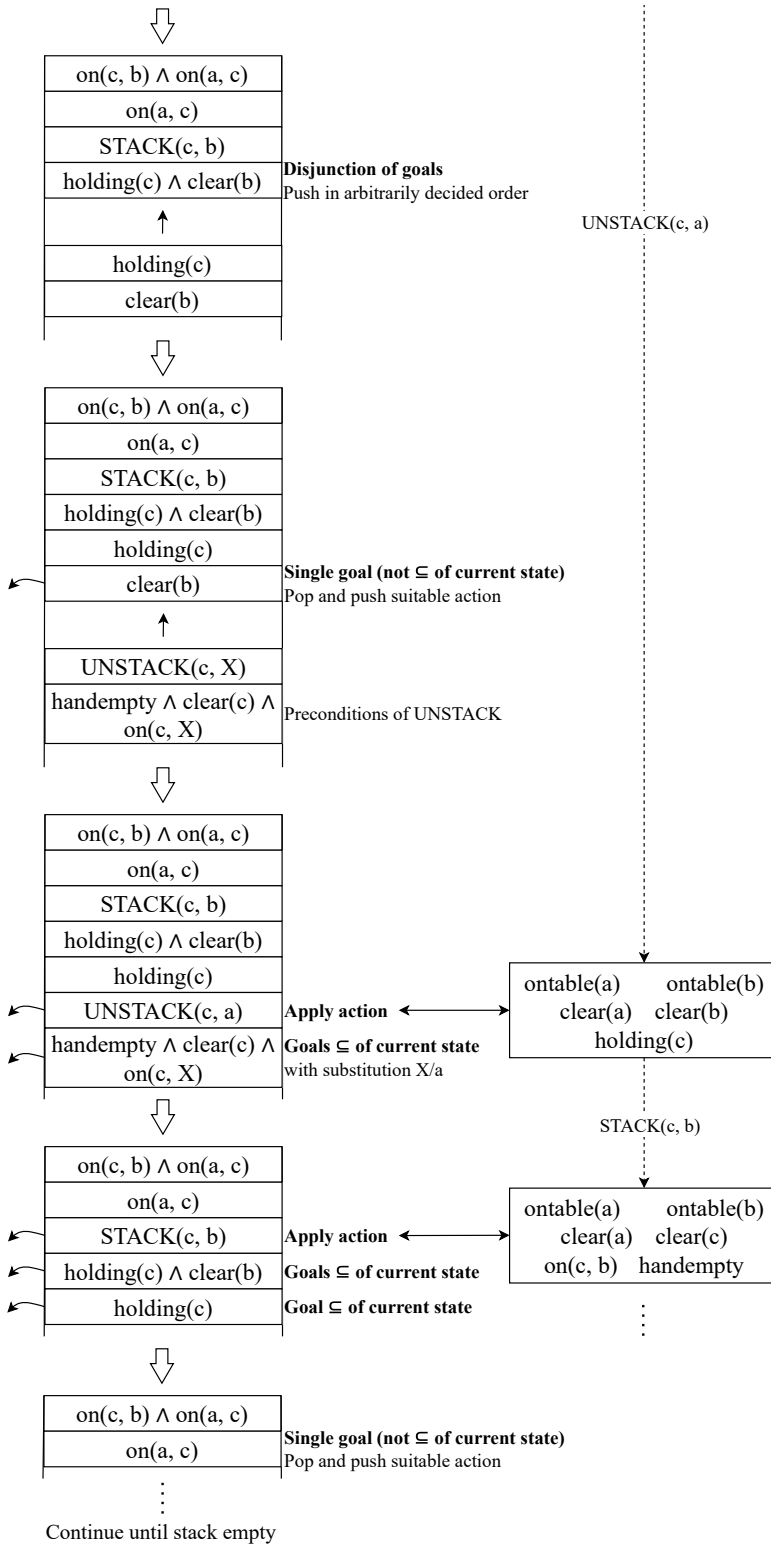 on(c, b) ∧ on(a, c)
on(a, c)
STACK(c, b)
holding(c) ∧ clear(b)
Disjunction of goals
Push in arbitrarily decided order
UNSTACK(c, a)
holding(c)
clear(b)
on(c, b) ∧ on(a, c)
on(a, c)
STACK(c, b)
holding(c) ∧ clear(b)
holding(c)
clear(b)
Single goal (not ⊆ of current state)
Pop and push suitable action
UNSTACK(c, X)
handempty ∧ clear(c) ∧
on(c, X)
Preconditions of UNSTACK
on(c, b) ∧ on(a, c)
on(a, c)
STACK(c, b)
holding(c) ∧ clear(b)
holding(c)
UNSTACK(c, a)
Apply action
ontable(a) ontable(b)
clear(a) clear(b)
holding(c)
handempty ∧ clear(c) ∧
on(c, X)
Goals ⊆ of current state
with substitution X/a
STACK(c, b)
on(c, b) ∧ on(a, c)
on(a, c)
STACK(c, b)
Apply action
ontable(a) ontable(b)
clear(a) clear(c)
on(c, b) handempty
holding(c) ∧ clear(b)
Goals ⊆ of current state
holding(c)
Goal ⊆ of current state
on(c, b) ∧ on(a, c)
on(a, c)
Single goal (not ⊆ of current state)
Pop and push suitable action
Continue until stack empty